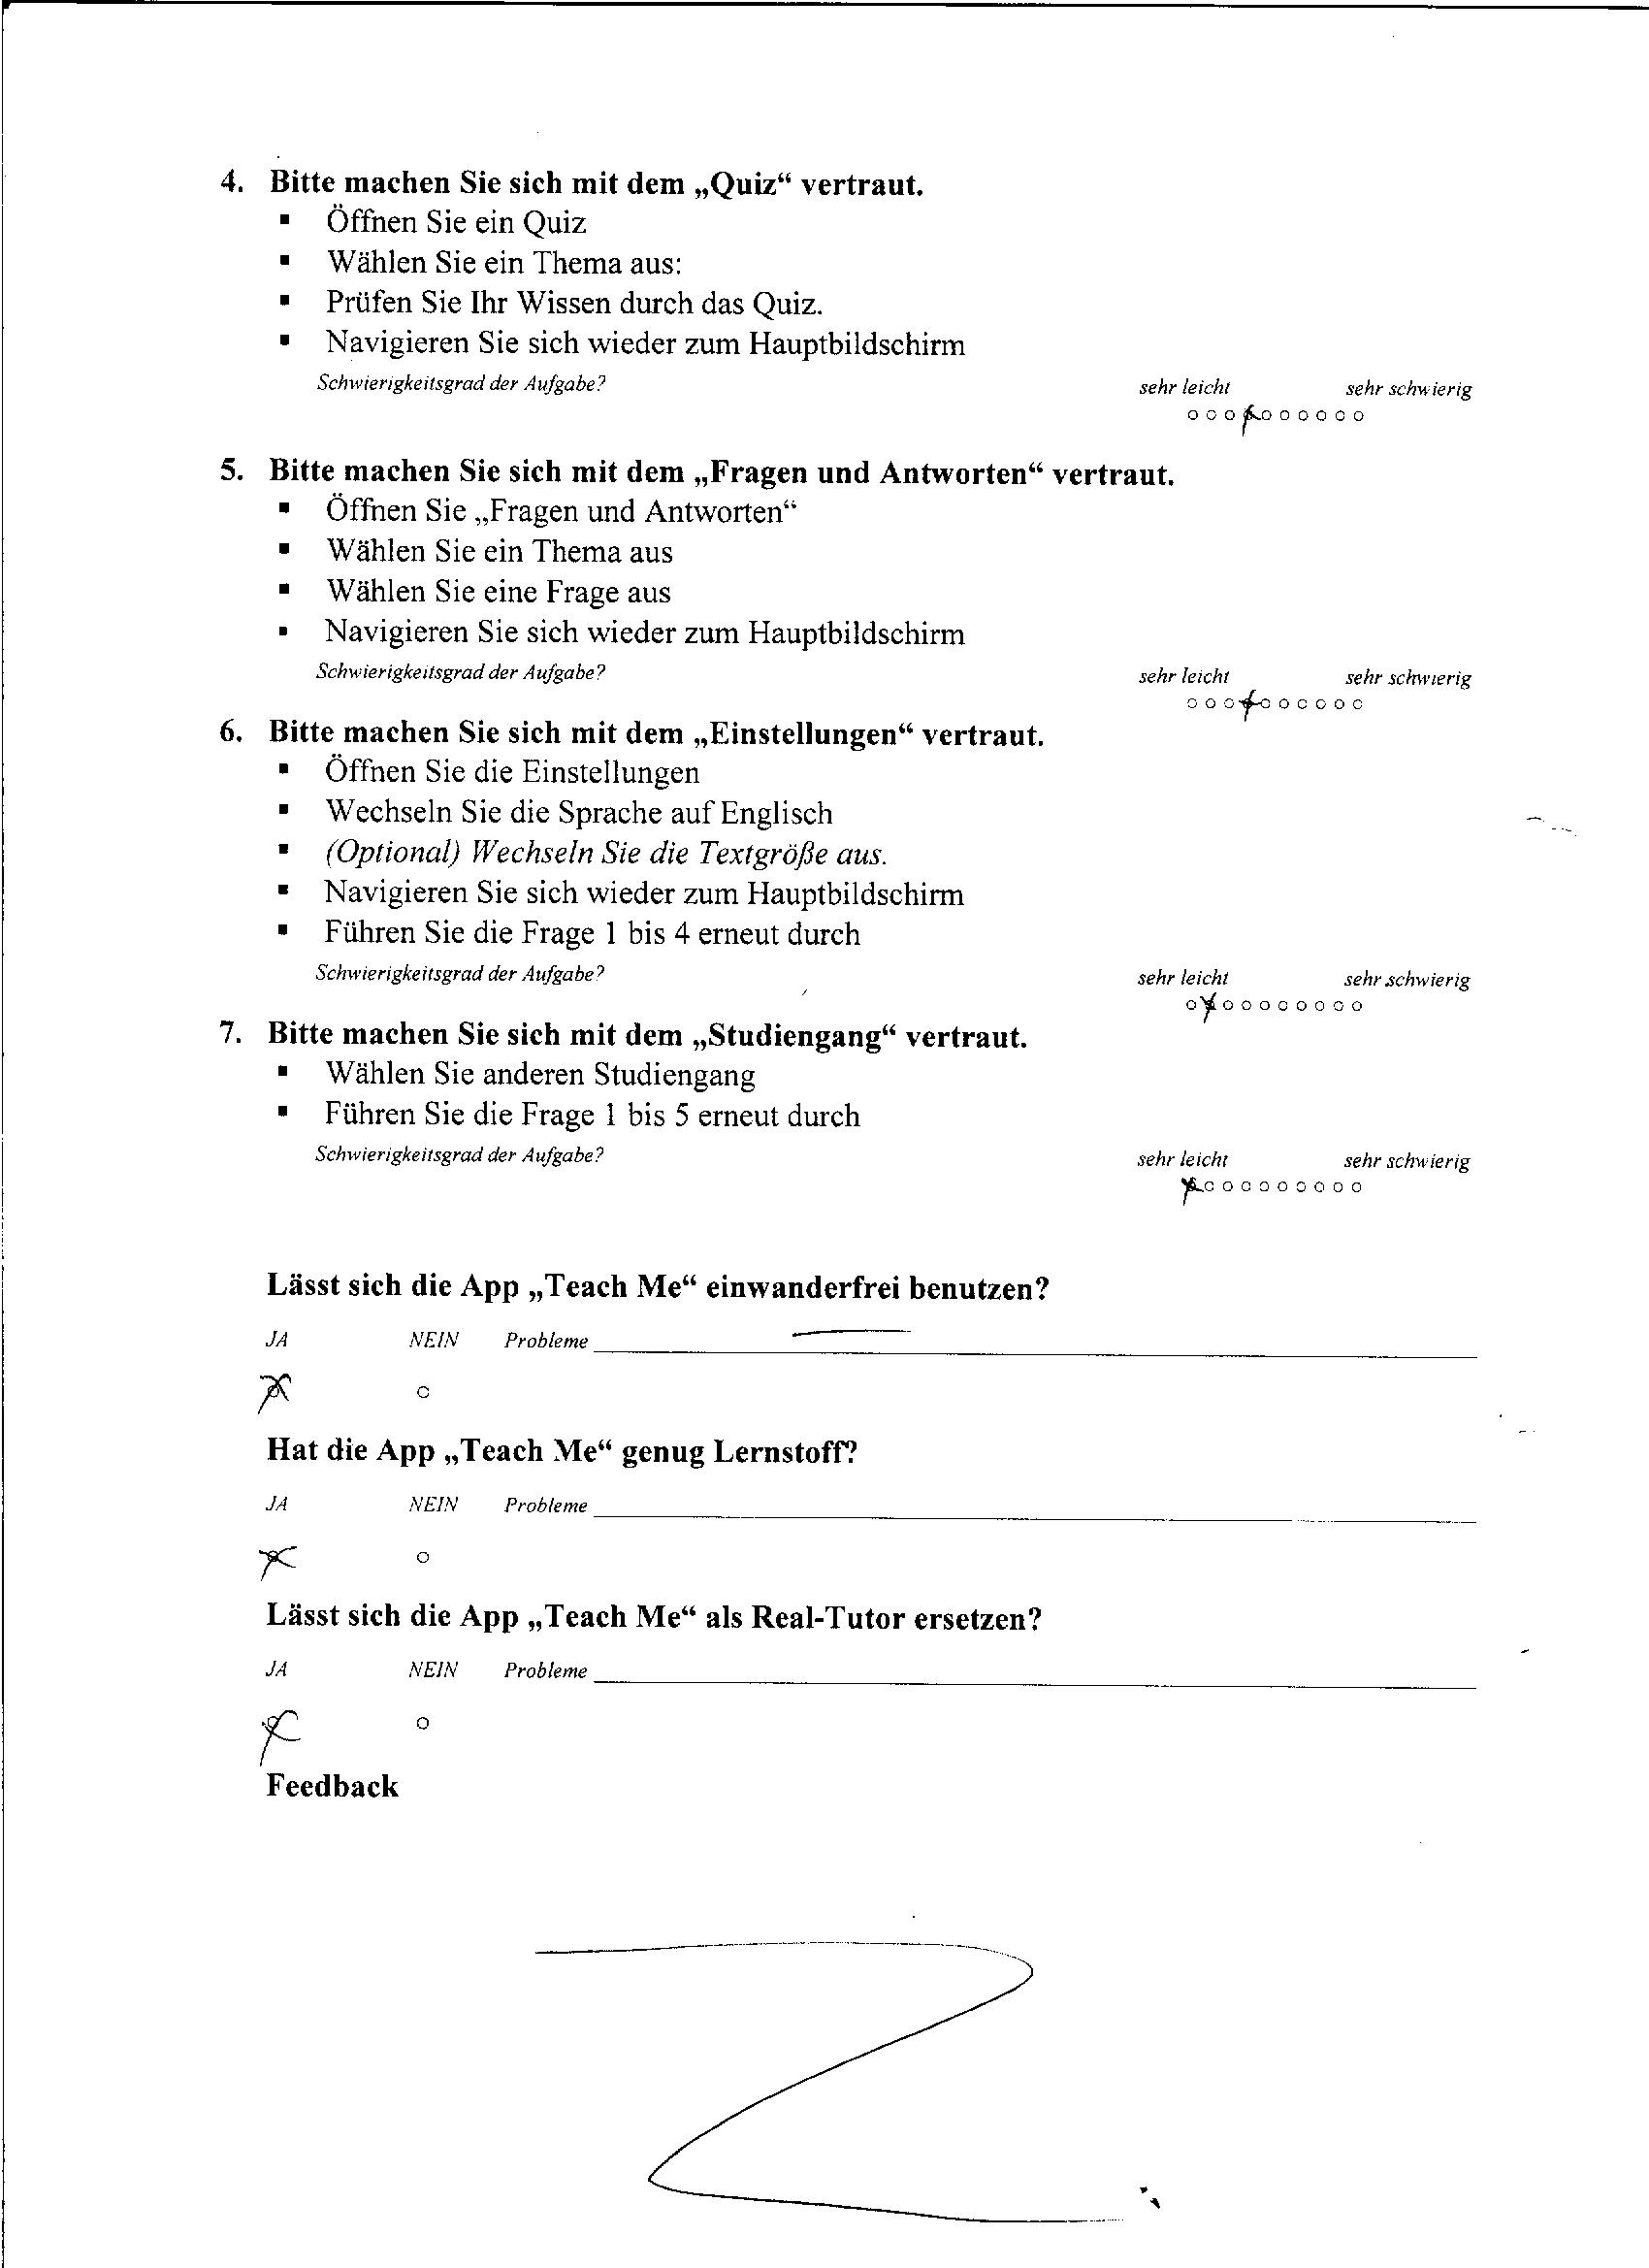 4. Bitte machen Sie sich mit dem „Quiz“ vertraut.
▪ Öffnen Sie ein Quiz
▪ Wählen Sie ein Thema aus:
▪ Prüfen Sie Ihr Wissen durch das Quiz.
▪ Navigieren Sie sich wieder zum Hauptbildschirm
Schwierigkeitsgrad der Aufgabe? sehr leicht sehr schwierig
5. Bitte machen Sie sich mit dem „Fragen und Antworten“ vertraut.
▪ Öffnen Sie „Fragen und Antworten“
▪ Wählen Sie ein Thema aus
▪ Wählen Sie eine Frage aus
▪ Navigieren Sie sich wieder zum Hauptbildschirm
Schwierigkeitsgrad der Aufgabe? sehr leicht sehr schwierig
6. Bitte machen Sie sich mit dem „Einstellungen“ vertraut.
▪ Öffnen Sie die Einstellungen
▪ Wechseln Sie die Sprache auf Englisch
▪ (Optional) Wechseln Sie die Textgröße aus.
▪ Navigieren Sie sich wieder zum Hauptbildschirm
▪ Führen Sie die Frage 1 bis 4 erneut durch
Schwierigkeitsgrad der Aufgabe? sehr leicht sehr schwierig
7. Bitte machen Sie sich mit dem „Studiengang“ vertraut.
▪ Wählen Sie anderen Studiengang
▪ Führen Sie die Frage 1 bis 5 erneut durch
Schwierigkeitsgrad der Aufgabe? sehr leicht sehr schwierig
Lässt sich die App „Teach Me“ einwanderfrei benutzen?
JA NEIN Probleme
Hat die App „Teach Me“ genug Lernstoff?
JA NEIN Probleme
Lässt sich die App „Teach Me“ als Real-Tutor ersetzen?
JA NEIN Probleme
Feedback